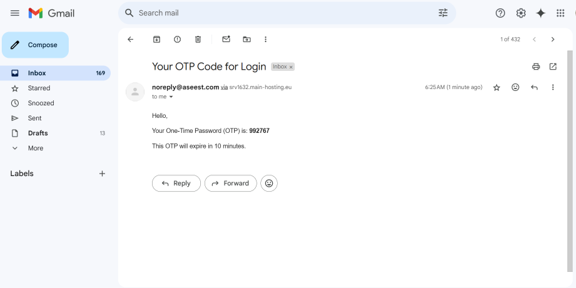 Gmail
Search mail
Compose
1 of 432
Inbox 169
Starred
Snoozed
Sent
Drafts 13
More
Labels
Your OTP Code for Login Inbox ×
noreply@aseest.com via srv1632.main-hosting.eu
6:25 AM (1 minute ago)
to me
Hello,
Your One-Time Password (OTP) is: 992767
This OTP will expire in 10 minutes.
Reply
Forward